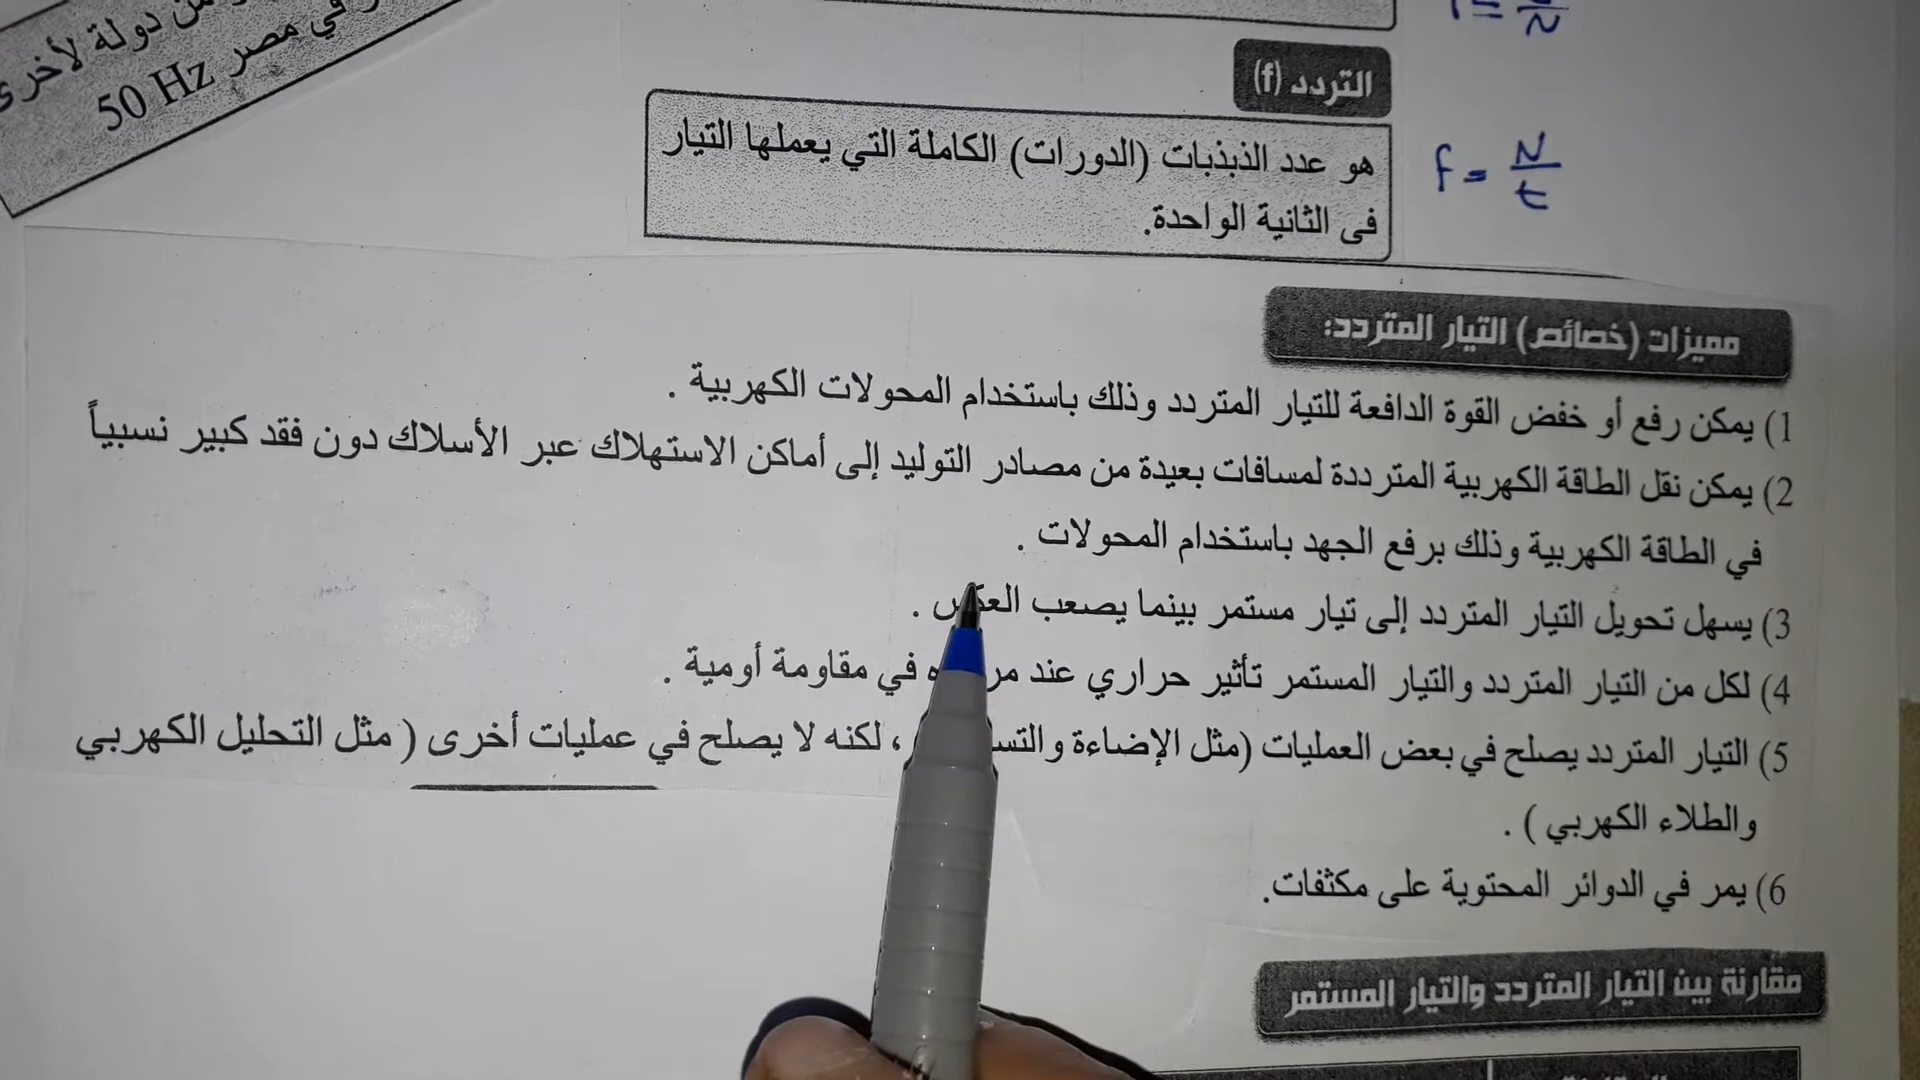 من دولة لأخرى
في مصر 50 Hz
التردد (f)
هو عدد الذبذبات (الدورات) الكاملة التي يعملها التيار
فى الثانية الواحدة.
f = N/t
مميزات (خصائص) التيار المتردد:
1) يمكن رفع أو خفض القوة الدافعة للتيار المتردد وذلك باستخدام المحولات الكهربية .
2) يمكن نقل الطاقة الكهربية المترددة لمسافات بعيدة من مصادر التوليد إلى أماكن الاستهلاك عبر الأسلاك دون فقد كبير نسبياً
في الطاقة الكهربية وذلك برفع الجهد باستخدام المحولات .
3) يسهل تحويل التيار المتردد إلى تيار مستمر بينما يصعب العكس .
4) لكل من التيار المتردد والتيار المستمر تأثير حراري عند في مقاومة أومية .
5) التيار المتردد يصلح في بعض العمليات (مثل الإضاءة ، لكنه لا يصلح في عمليات أخرى ( مثل التحليل الكهربي
والطلاء الكهربي ) .
6) يمر في الدوائر المحتوية على مكثفات.
مقارنة بين التيار المتردد والتيار المستمر